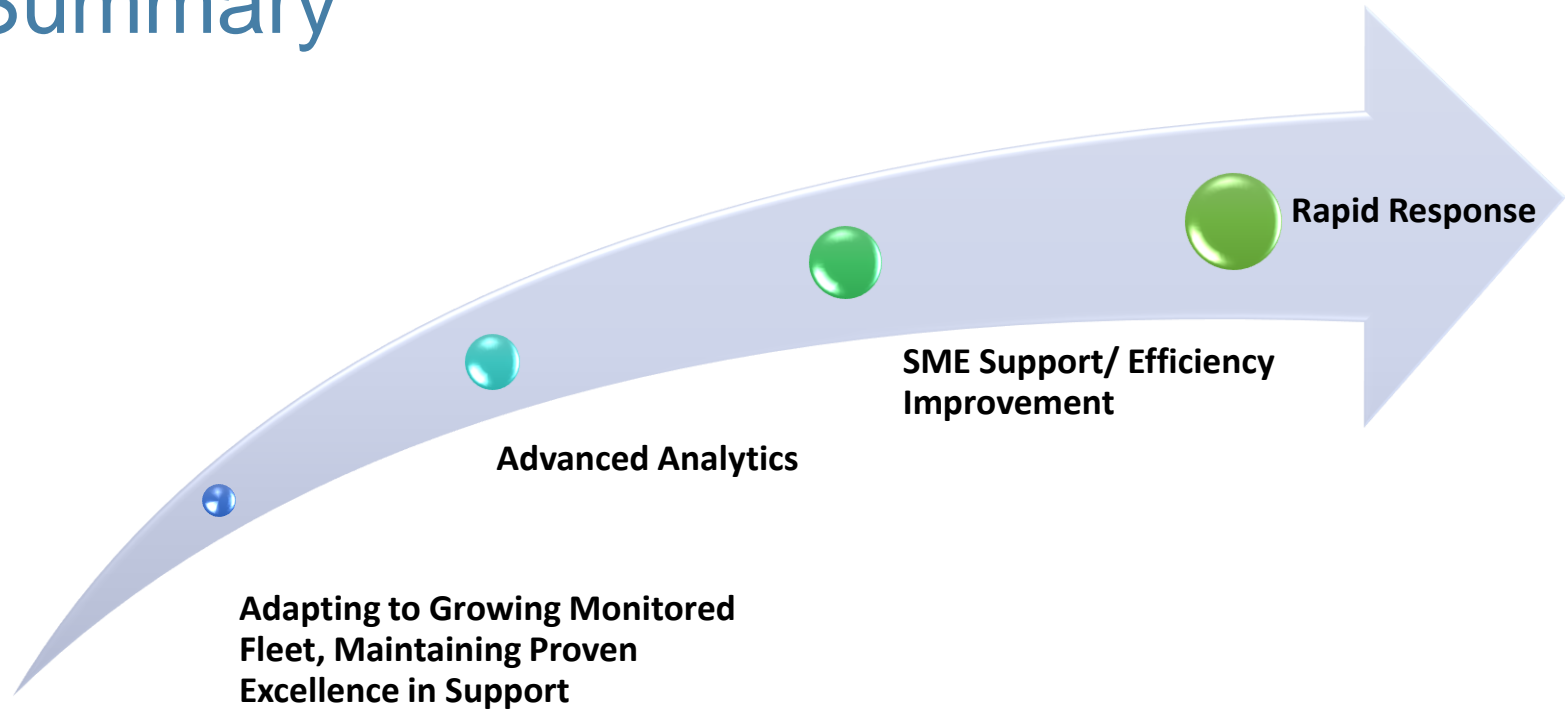 Summary
Rapid Response
SME Support/ Efficiency
Improvement
Advanced Analytics
Adapting to Growing Monitored
Fleet, Maintaining Proven
Excellence in Support